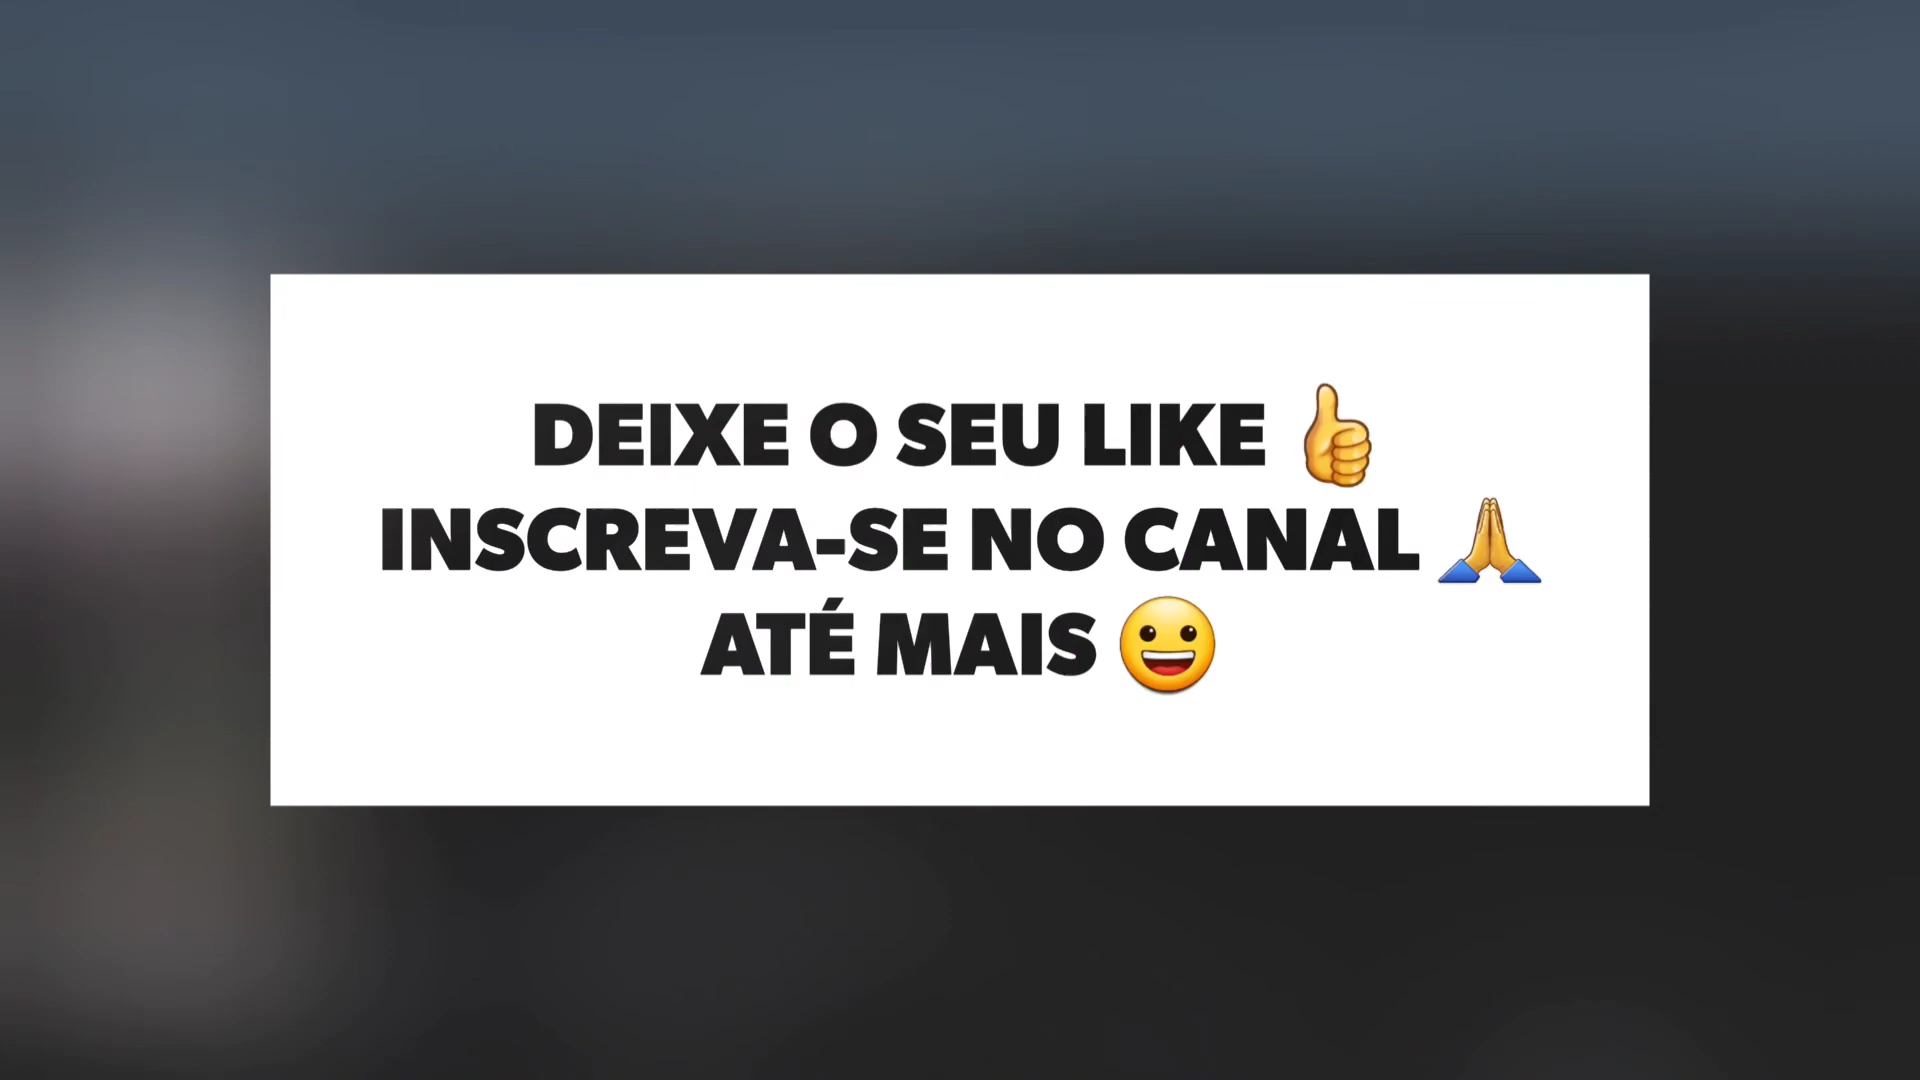 DEIXE O SEU LIKE 👍
INSCREVA-SE NO CANAL 🙏
ATÉ MAIS 😀